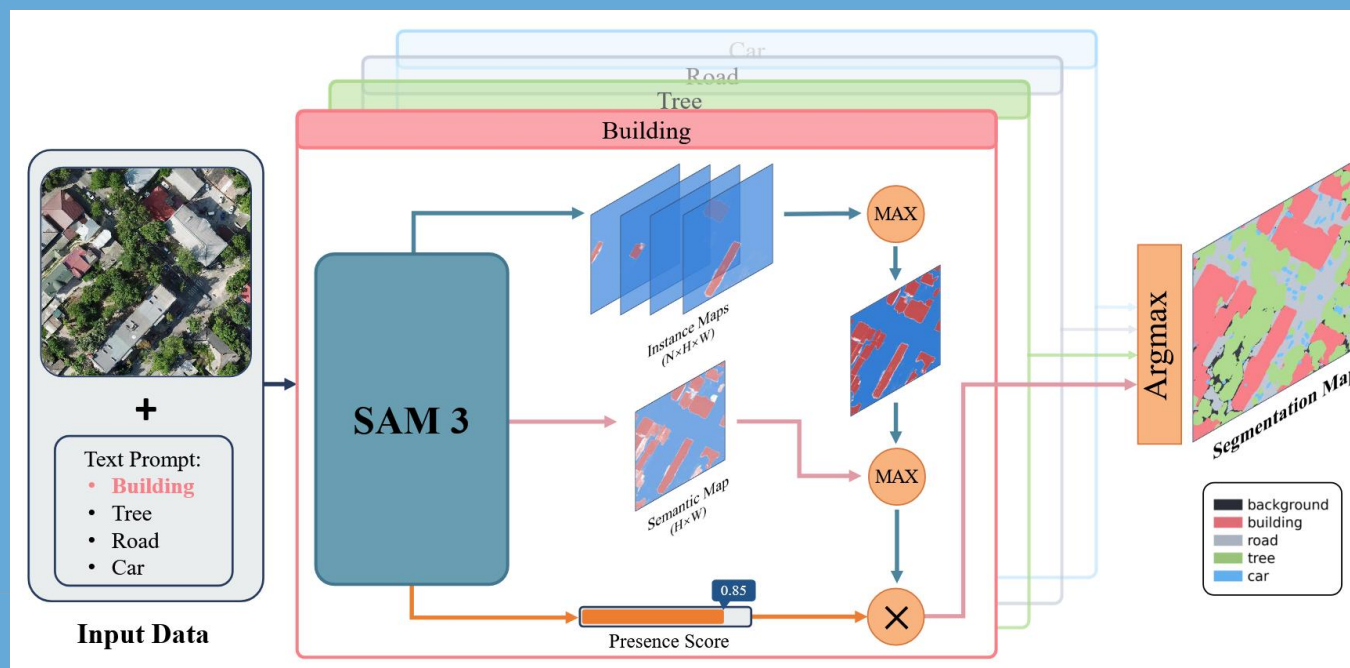 Car
Road
Tree
Building
+
Text Prompt:
• Building
• Tree
• Road
• Car
Input Data
SAM 3
Instance Maps
(N×H×W)
Semantic Map
(H×W)
0.85
Presence Score
MAX
MAX
×
Argmax
Segmentation Map
background
building
road
tree
car